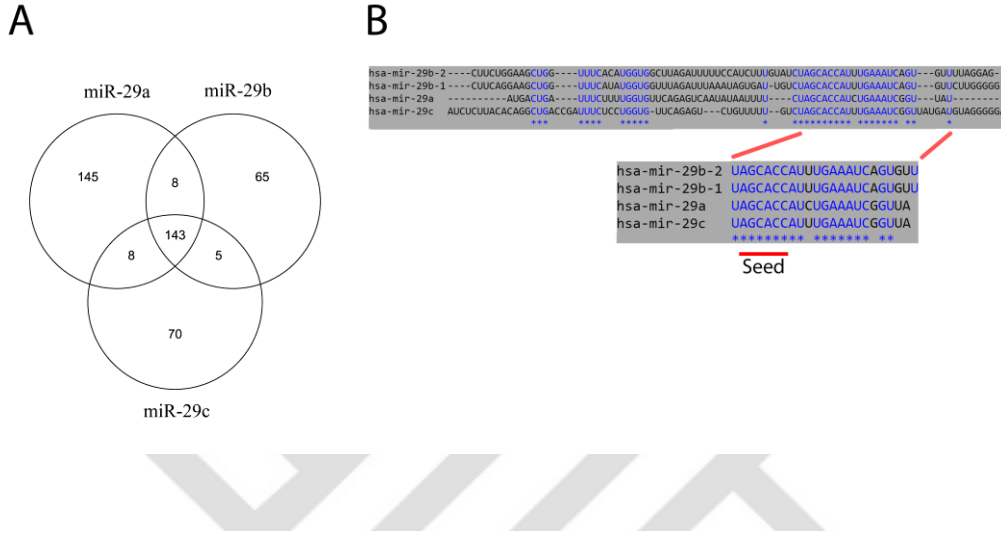 A
B
miR-29a
miR-29b
145
8
65
143
8
5
70
miR-29c
hsa-mir-29b-2 ----CUUCUGGAAGCUGG----UUUCACAUGGUGGCUUAGAUUUUUCCAUCUUUGUAUCUAGCACCAUUUGAAAUCAGU---GUUUUAGGAG-
hsa-mir-29b-1 ----CUUCAGGAAGCUGG----UUUCAUAUGGUGGUUUAGAUUUAAAUAGUGAU-UGUCUAGCACCAUUUGAAAUCAGU---GUUCUUGGGGG-
hsa-mir-29a ----------AUGACUGA----UUUCUUUUGGUGUUCAGAGUCAAUAUAAUUUU-----CUAGCACCAUCUGAAAUCGGU---UAU--------
hsa-mir-29c AUCUCUUACACAGGCUGACCGAUUUCUCCUGGUGUUCAGAGU---CUGUUUUU--GUCUAGCACCAUUUGAAAUCGGUUAUGAUGUAGGGGGA
*** **** ***** * ********** ******** ** *
hsa-mir-29b-2 UAGCACCAUUUGAAAUCAGUGUU
hsa-mir-29b-1 UAGCACCAUUUGAAAUCAGUGUU
hsa-mir-29a UAGCACCAUCUGAAAUCGGUUA
hsa-mir-29c UAGCACCAUUUGAAAUCGGUUA
********* ******* **
Seed